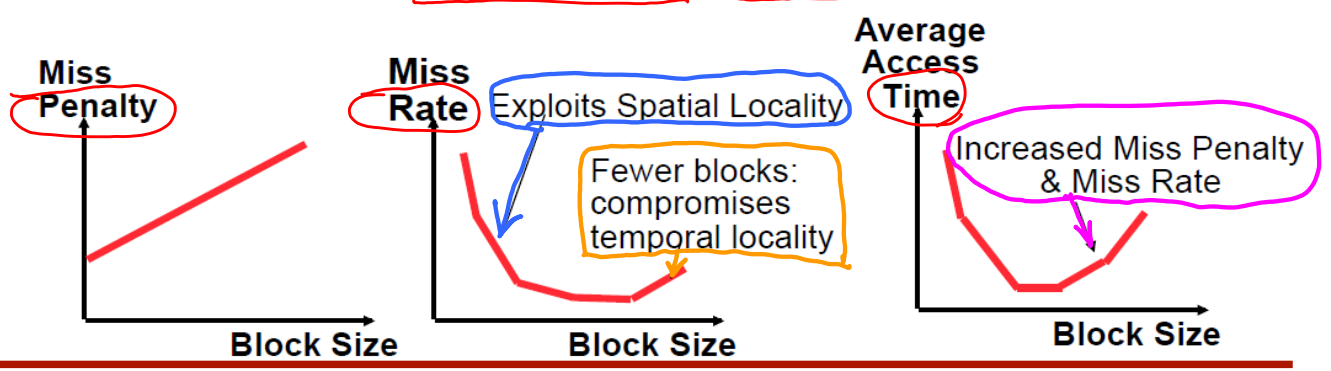 Miss
Penalty
Block Size
Miss
Rate
Exploits Spatial Locality
Fewer blocks:
compromises
temporal locality
Block Size
Average
Access
Time
Increased Miss Penalty
& Miss Rate
Block Size